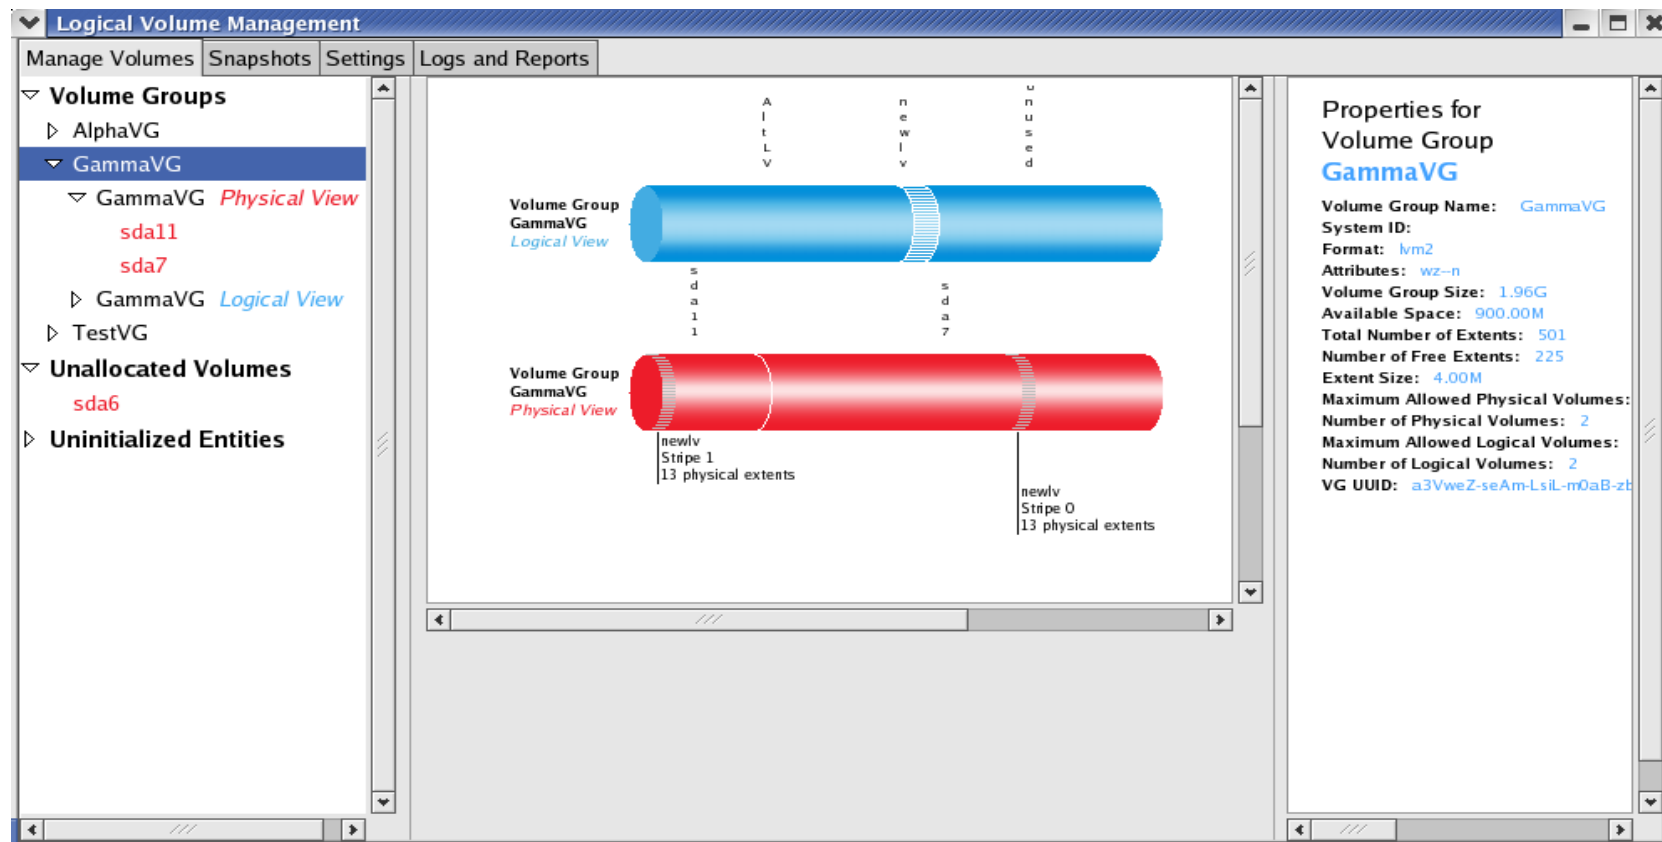 Logical Volume Management
Manage Volumes
Snapshots
Settings
Logs and Reports
Volume Groups
AlphaVG
GammaVG
GammaVG Physical View
sda11
sda7
GammaVG Logical View
TestVG
Unallocated Volumes
sda6
Uninitialized Entities
AltLV
newlv
unused
Volume Group
GammaVG
Logical View
sda11
sda7
Volume Group
GammaVG
Physical View
newlv
Stripe 1
13 physical extents
newlv
Stripe 0
13 physical extents
Properties for
Volume Group
GammaVG
Volume Group Name: GammaVG
System ID:
Format: lvm2
Attributes: wz--n
Volume Group Size: 1.96G
Available Space: 900.00M
Total Number of Extents: 501
Number of Free Extents: 225
Extent Size: 4.00M
Maximum Allowed Physical Volumes:
Number of Physical Volumes: 2
Maximum Allowed Logical Volumes:
Number of Logical Volumes: 2
VG UUID: a3VweZ-seAm-LsiL-m0aB-zb